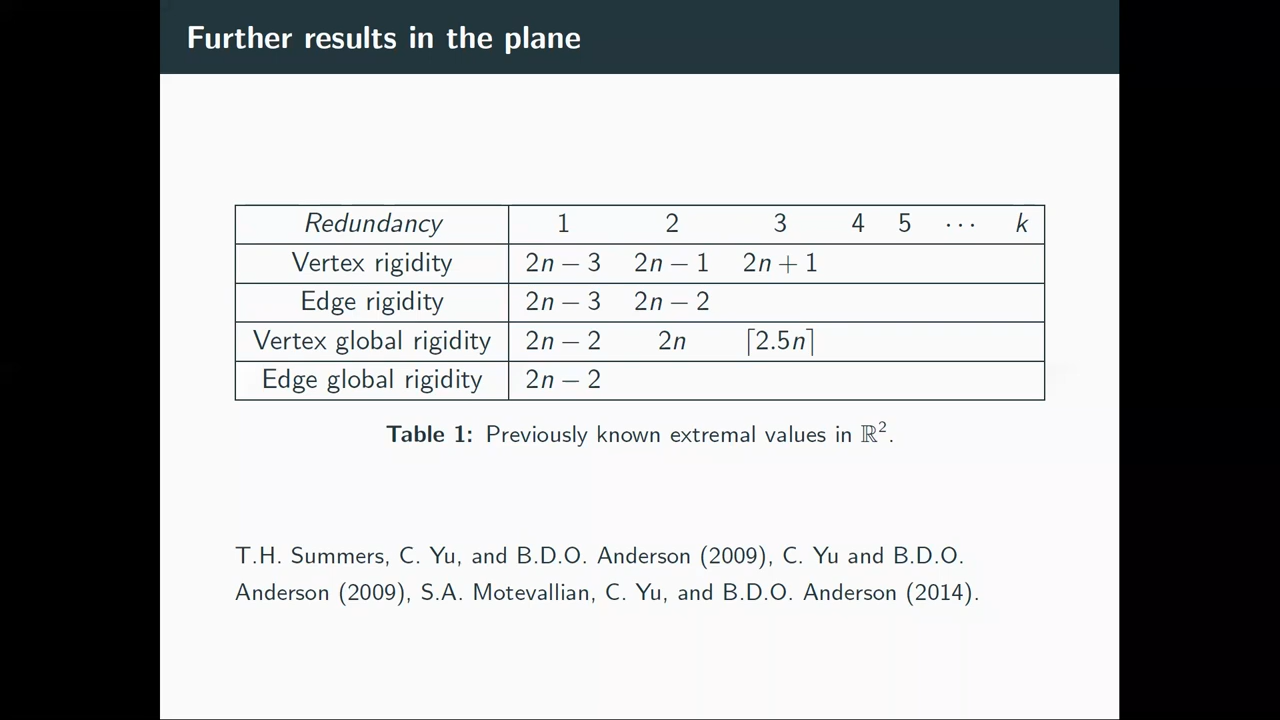 Further results in the plane
Redundancy 1 2 3 4 5 ⋯ k
Vertex rigidity 2n − 3 2n − 1 2n + 1
Edge rigidity 2n − 3 2n − 2
Vertex global rigidity 2n − 2 2n ⌈2.5n⌉
Edge global rigidity 2n − 2
Table 1: Previously known extremal values in ℝ².
T.H. Summers, C. Yu, and B.D.O. Anderson (2009), C. Yu and B.D.O.
Anderson (2009), S.A. Motevallian, C. Yu, and B.D.O. Anderson (2014).